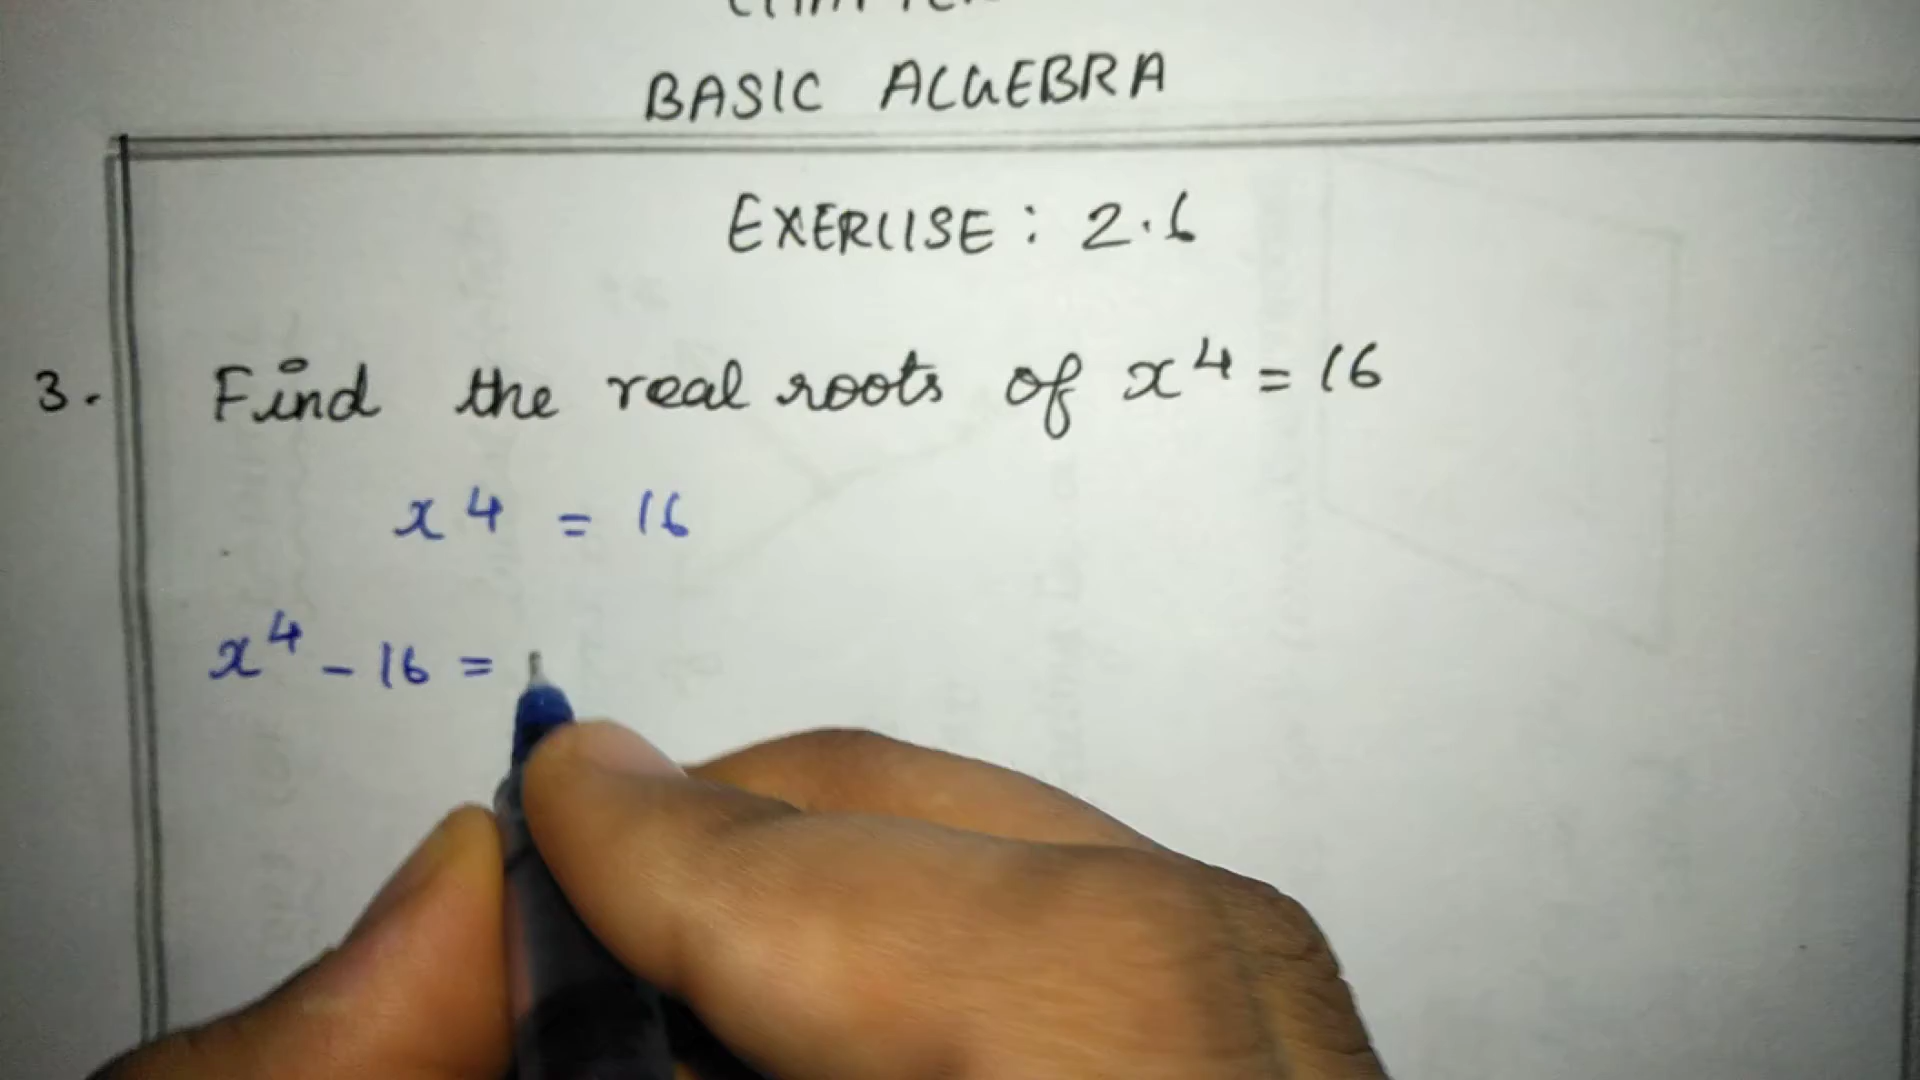 BASIC ALGEBRA
EXERCISE : 2.6
3. Find the real roots of x⁴ = 16
x⁴ = 16
x⁴ - 16 =